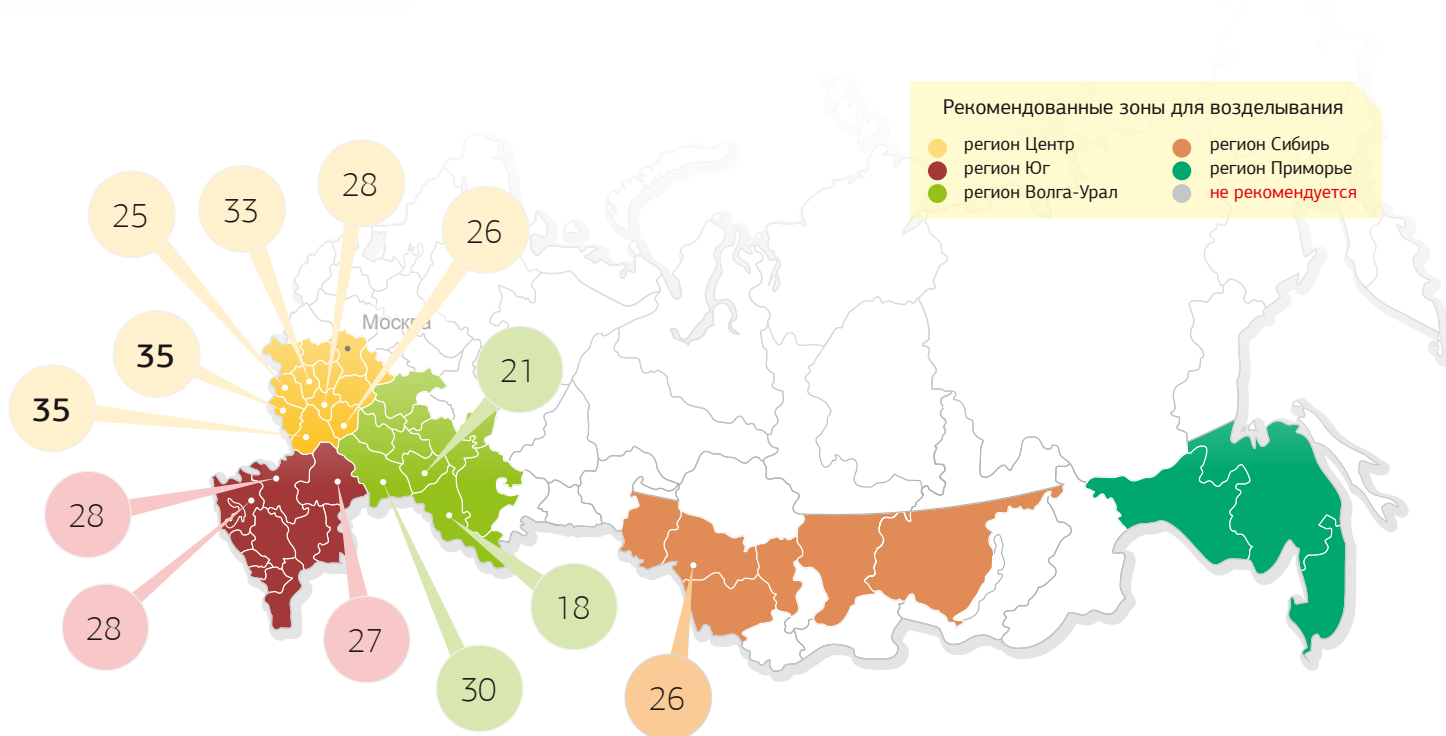 Рекомендованные зоны для возделывания
регион Центр
регион Юг
регион Волга-Урал
регион Сибирь
регион Приморье
не рекомендуется
28
33
25
26
Москва
35
21
35
28
18
28
27
30
26